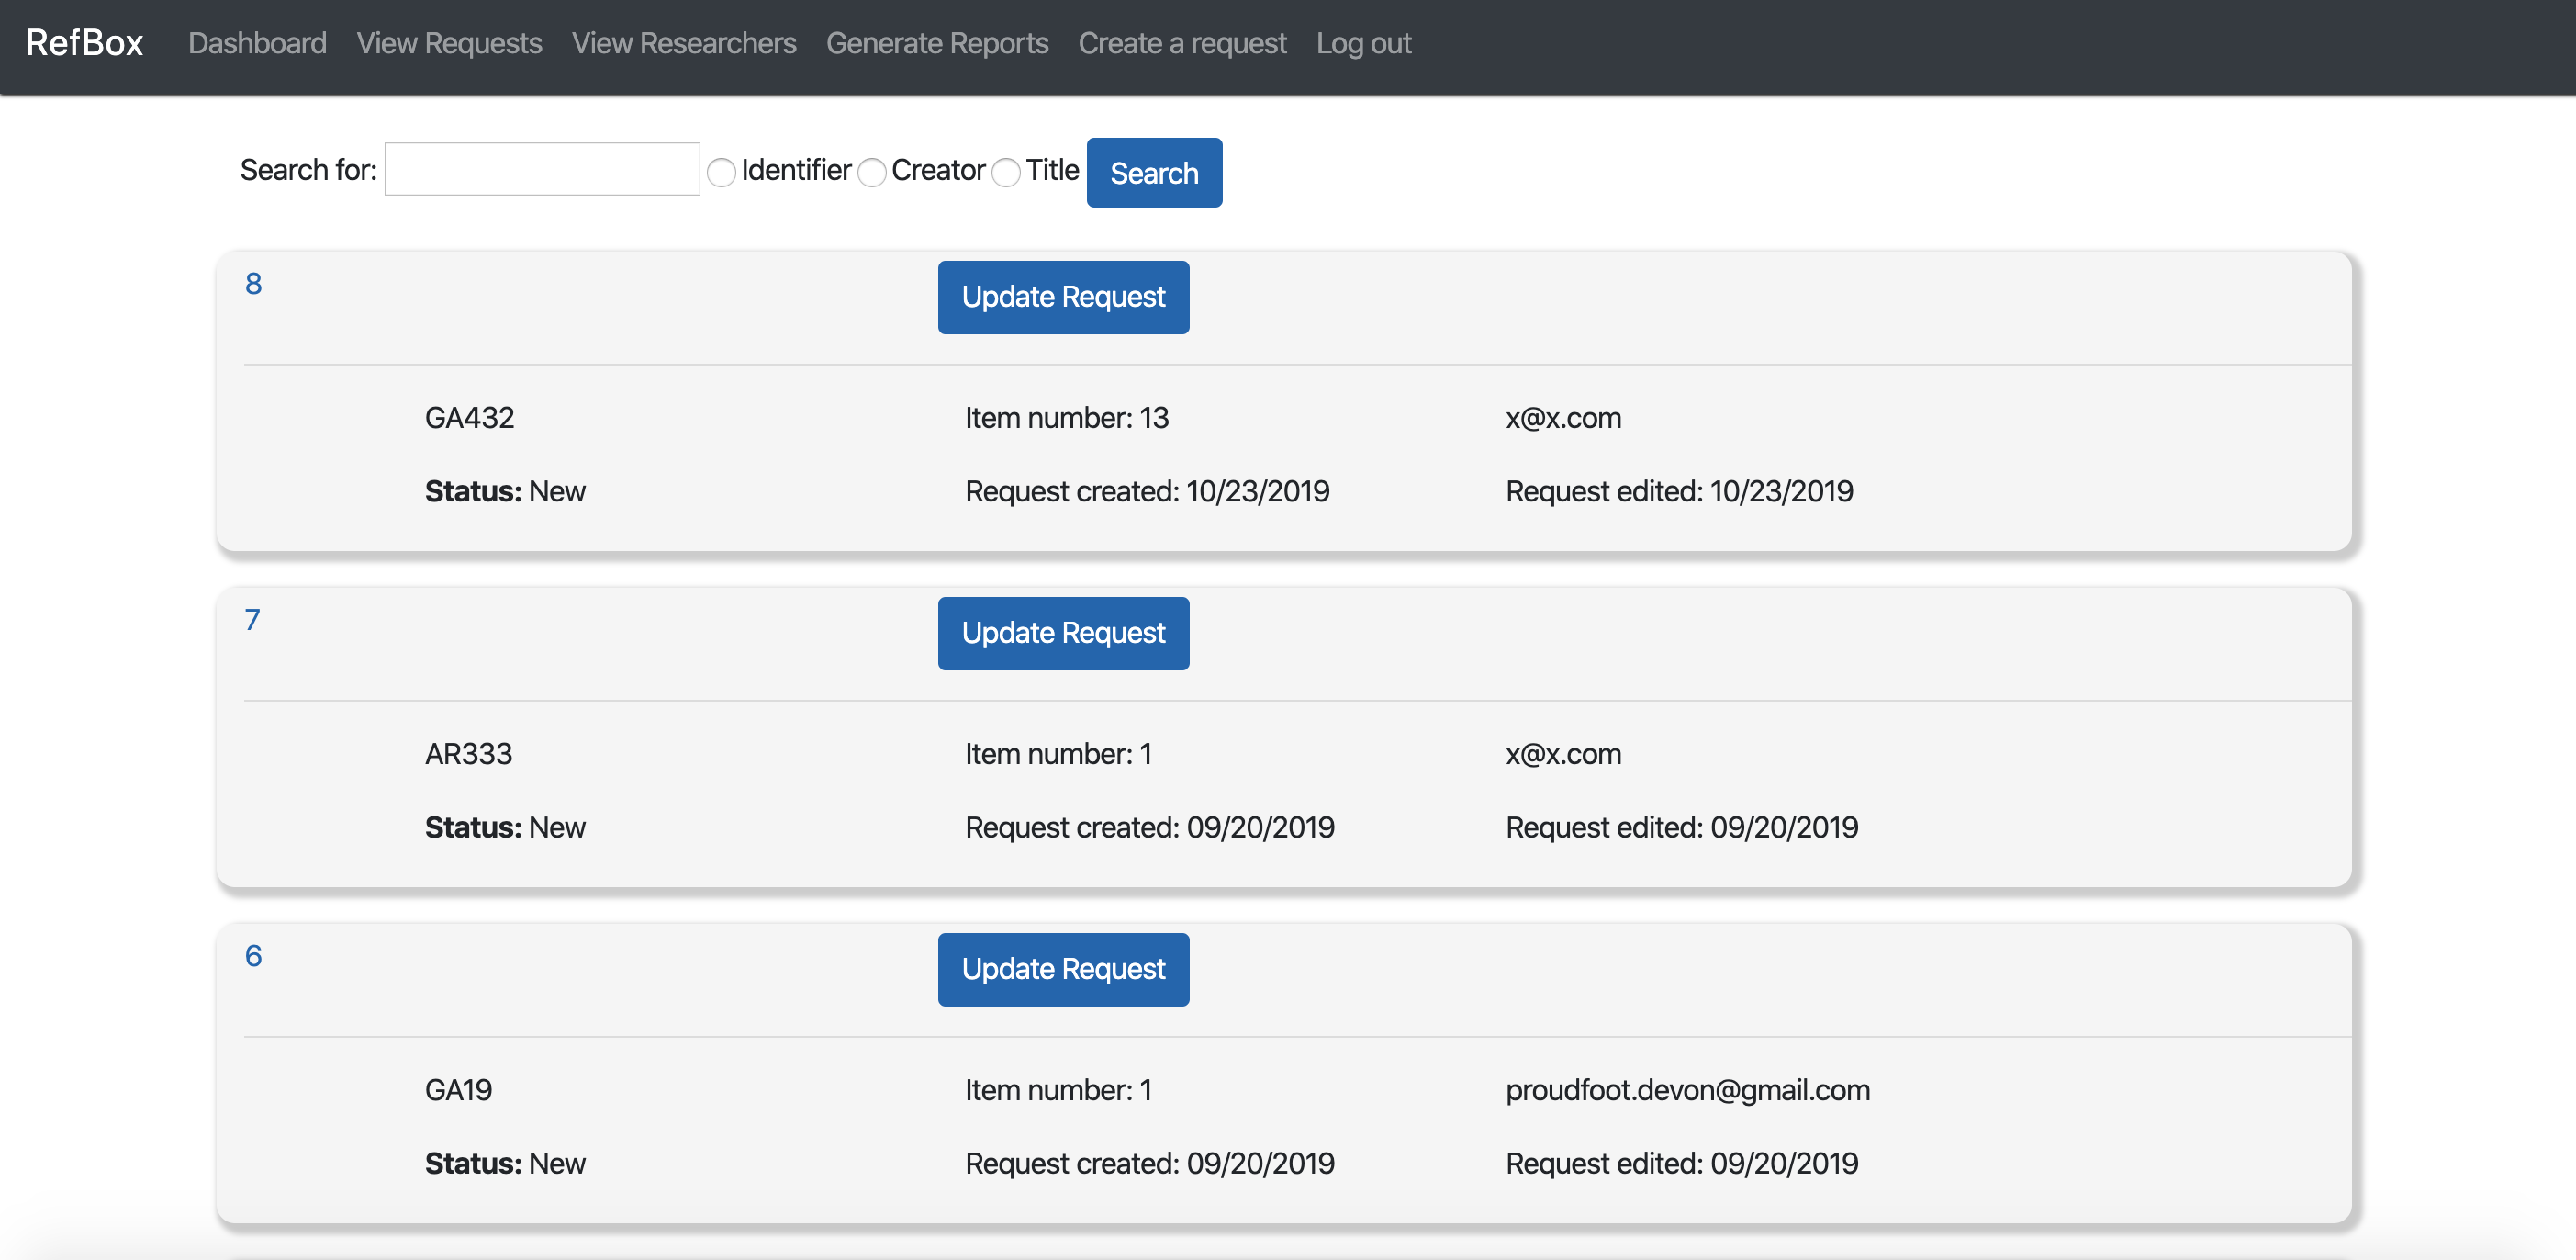 RefBox Dashboard View Requests View Researchers Generate Reports Create a request Log out
Search for: Identifier Creator Title Search
8 Update Request
GA432 Item number: 13 x@x.com
Status: New Request created: 10/23/2019 Request edited: 10/23/2019
7 Update Request
AR333 Item number: 1 x@x.com
Status: New Request created: 09/20/2019 Request edited: 09/20/2019
6 Update Request
GA19 Item number: 1 proudfoot.devon@gmail.com
Status: New Request created: 09/20/2019 Request edited: 09/20/2019